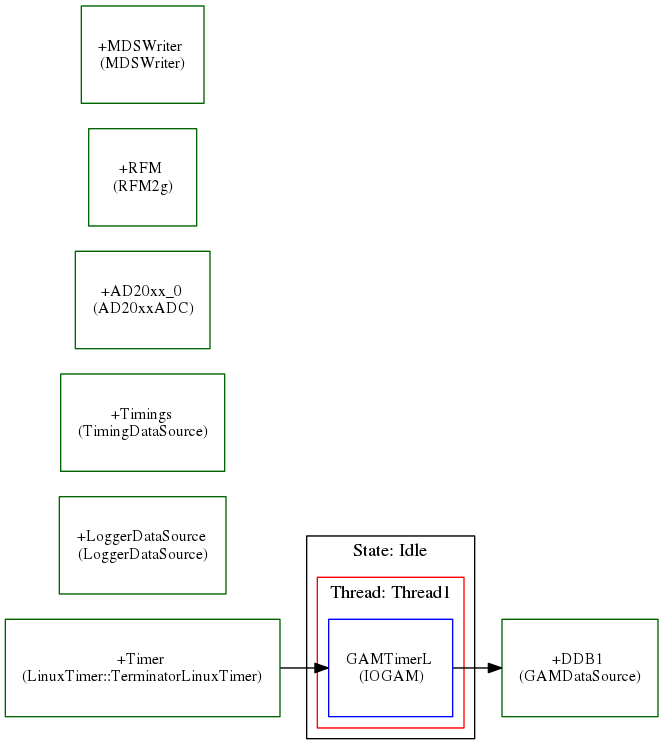 +MDSWriter
(MDSWriter)
+RFM
(RFM2g)
+AD20xx_0
(AD20xxADC)
+Timings
(TimingDataSource)
+LoggerDataSource
(LoggerDataSource)
State: Idle
Thread: Thread1
+Timer
(LinuxTimer::TerminatorLinuxTimer)
GAMTimerL
(IOGAM)
+DDB1
(GAMDataSource)